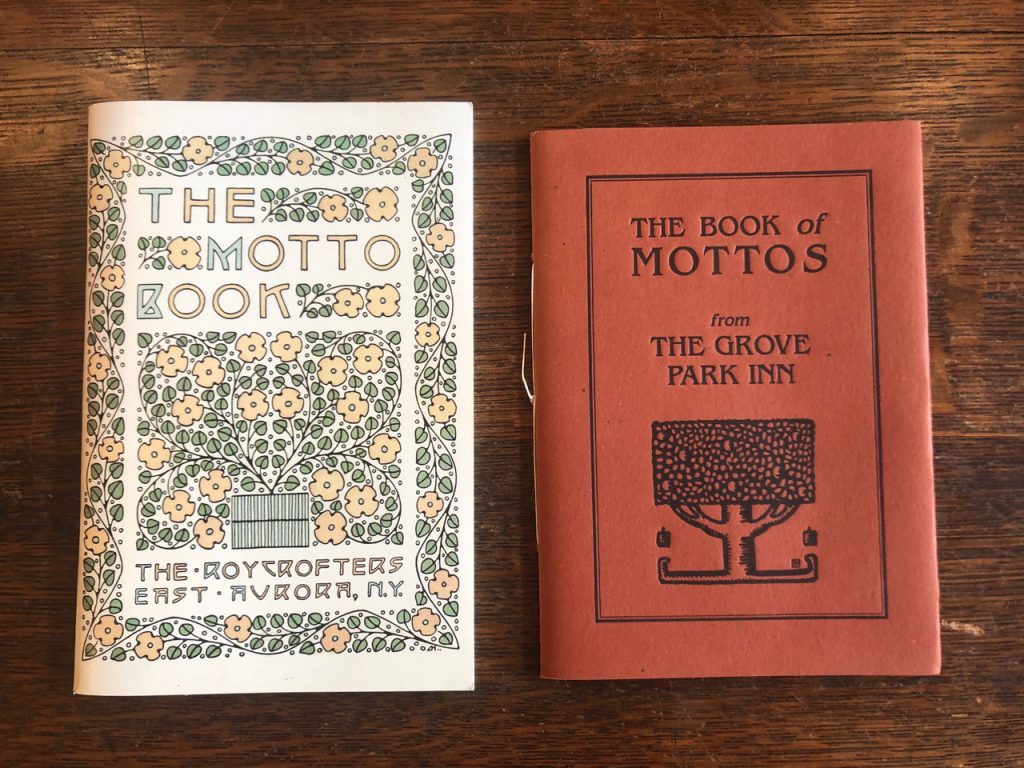 THE
MOTTO
BOOK
THE · ROYCROFTERS
EAST · AURORA, N.Y.
THE BOOK of
MOTTOS
from
THE GROVE
PARK INN